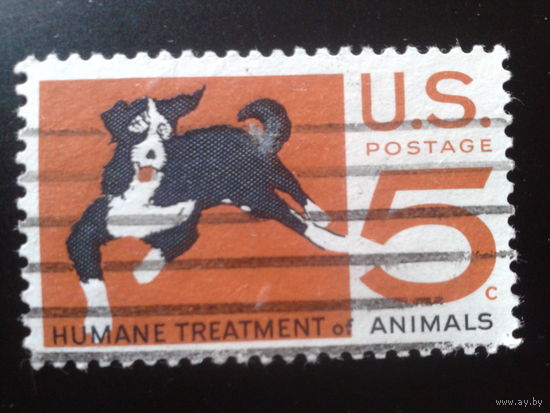 U.S.
POSTAGE
5c
HUMANE TREATMENT of ANIMALS
www.ay.by